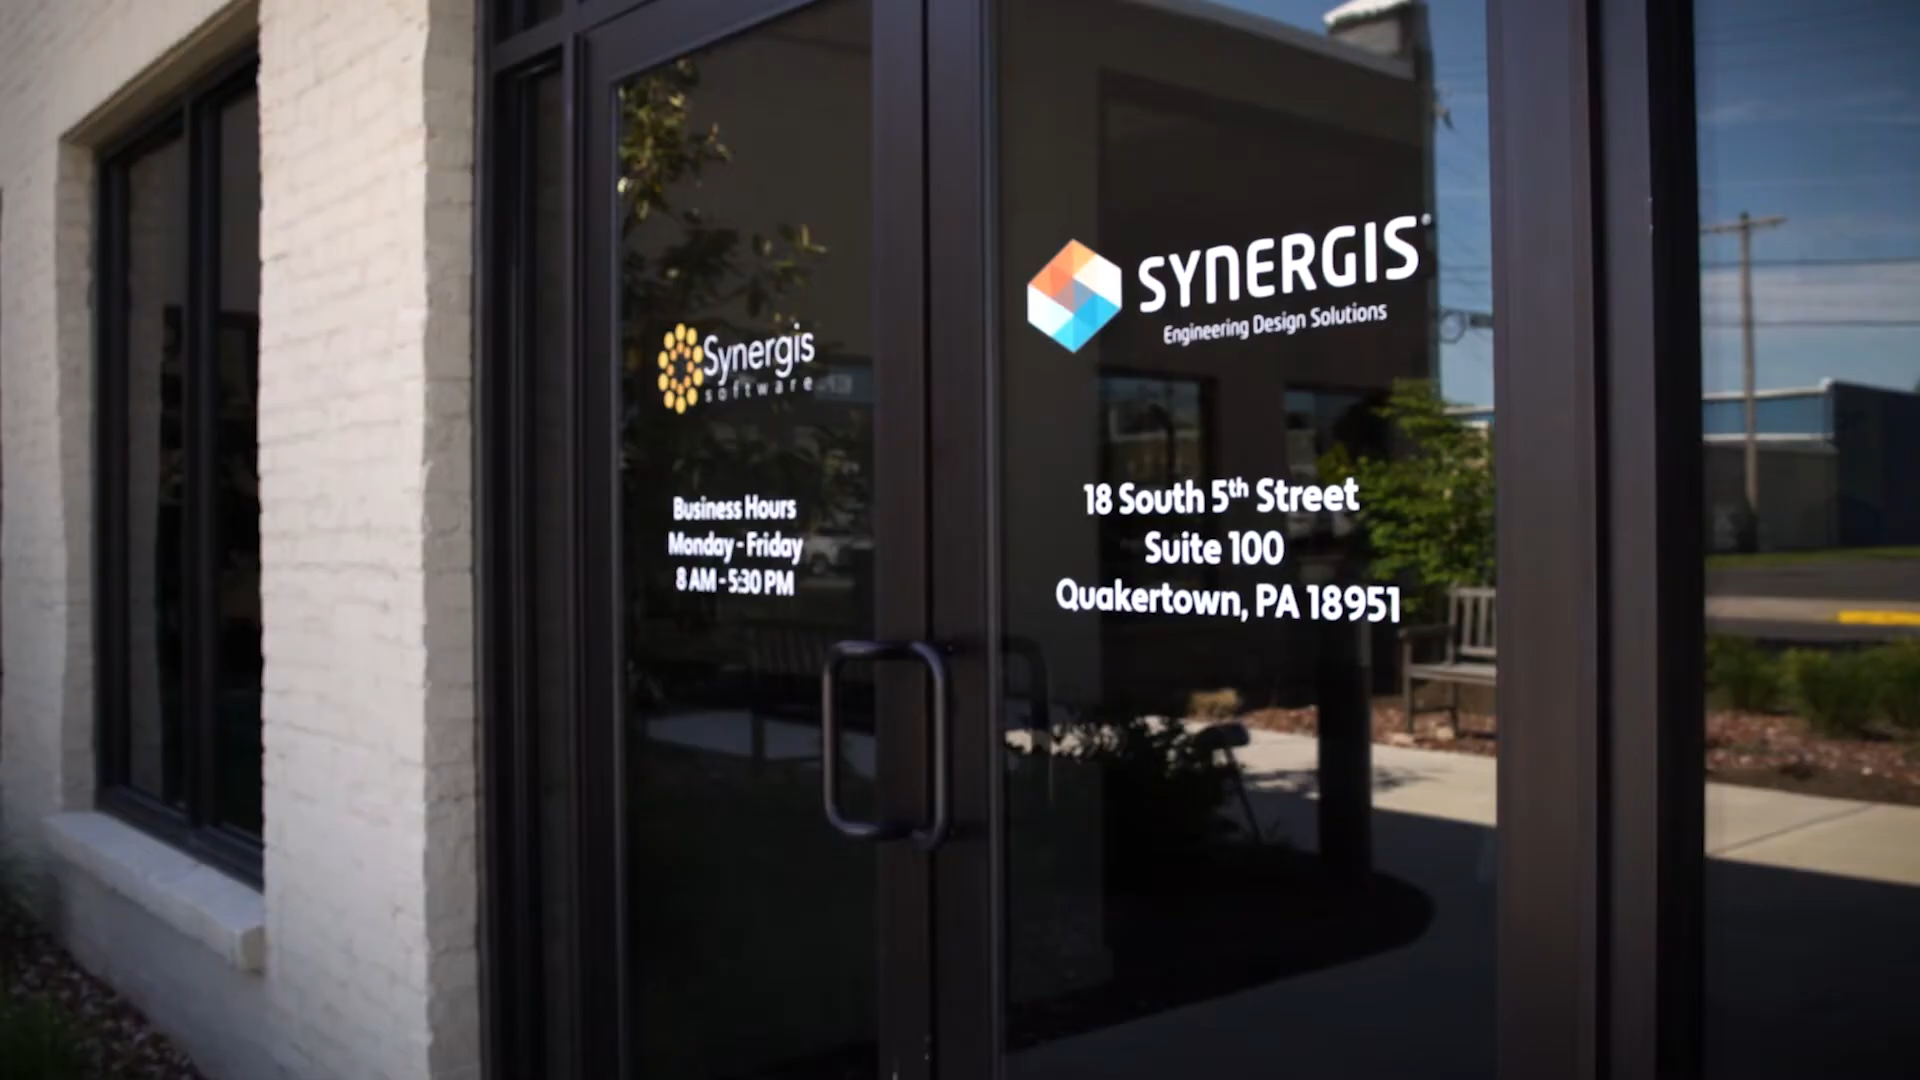 Synergis
software
Business Hours
Monday - Friday
8 AM - 5:30 PM
SYNERGIS
Engineering Design Solutions
18 South 5th Street
Suite 100
Quakertown, PA 18951